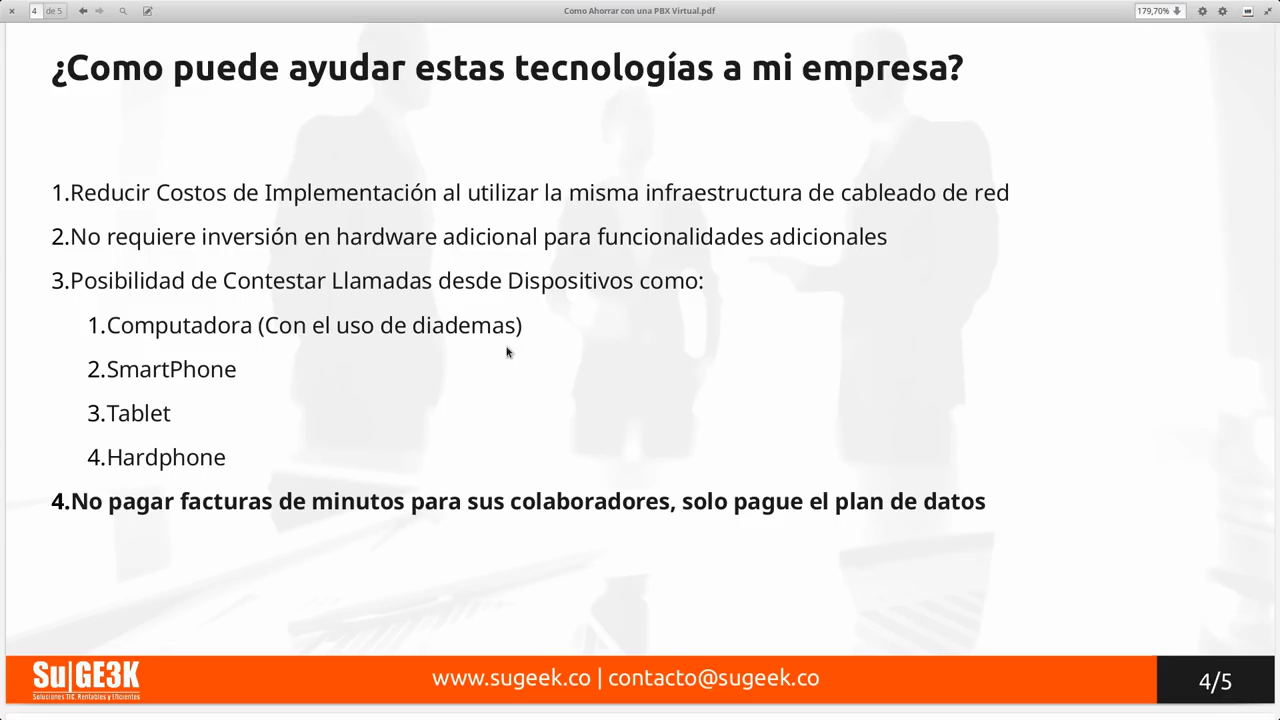 4 de 5
Como Ahorrar con una PBX Virtual.pdf
179,70%
¿Como puede ayudar estas tecnologías a mi empresa?
1.Reducir Costos de Implementación al utilizar la misma infraestructura de cableado de red
2.No requiere inversión en hardware adicional para funcionalidades adicionales
3.Posibilidad de Contestar Llamadas desde Dispositivos como:
1.Computadora (Con el uso de diademas)
2.SmartPhone
3.Tablet
4.Hardphone
4.No pagar facturas de minutos para sus colaboradores, solo pague el plan de datos
Su|GE3K
Soluciones TIC, Rentables y Eficientes
www.sugeek.co | contacto@sugeek.co
4/5